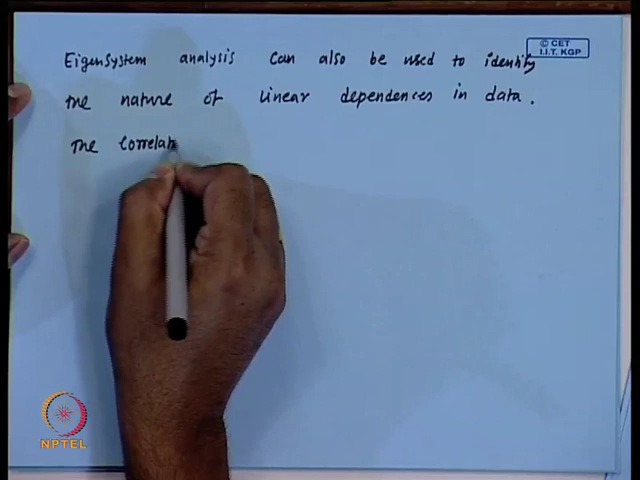 © CET
I.I.T. KGP
Eigensystem analysis can also be used to identify
the nature of linear dependences in data.
The correlat
NPTEL